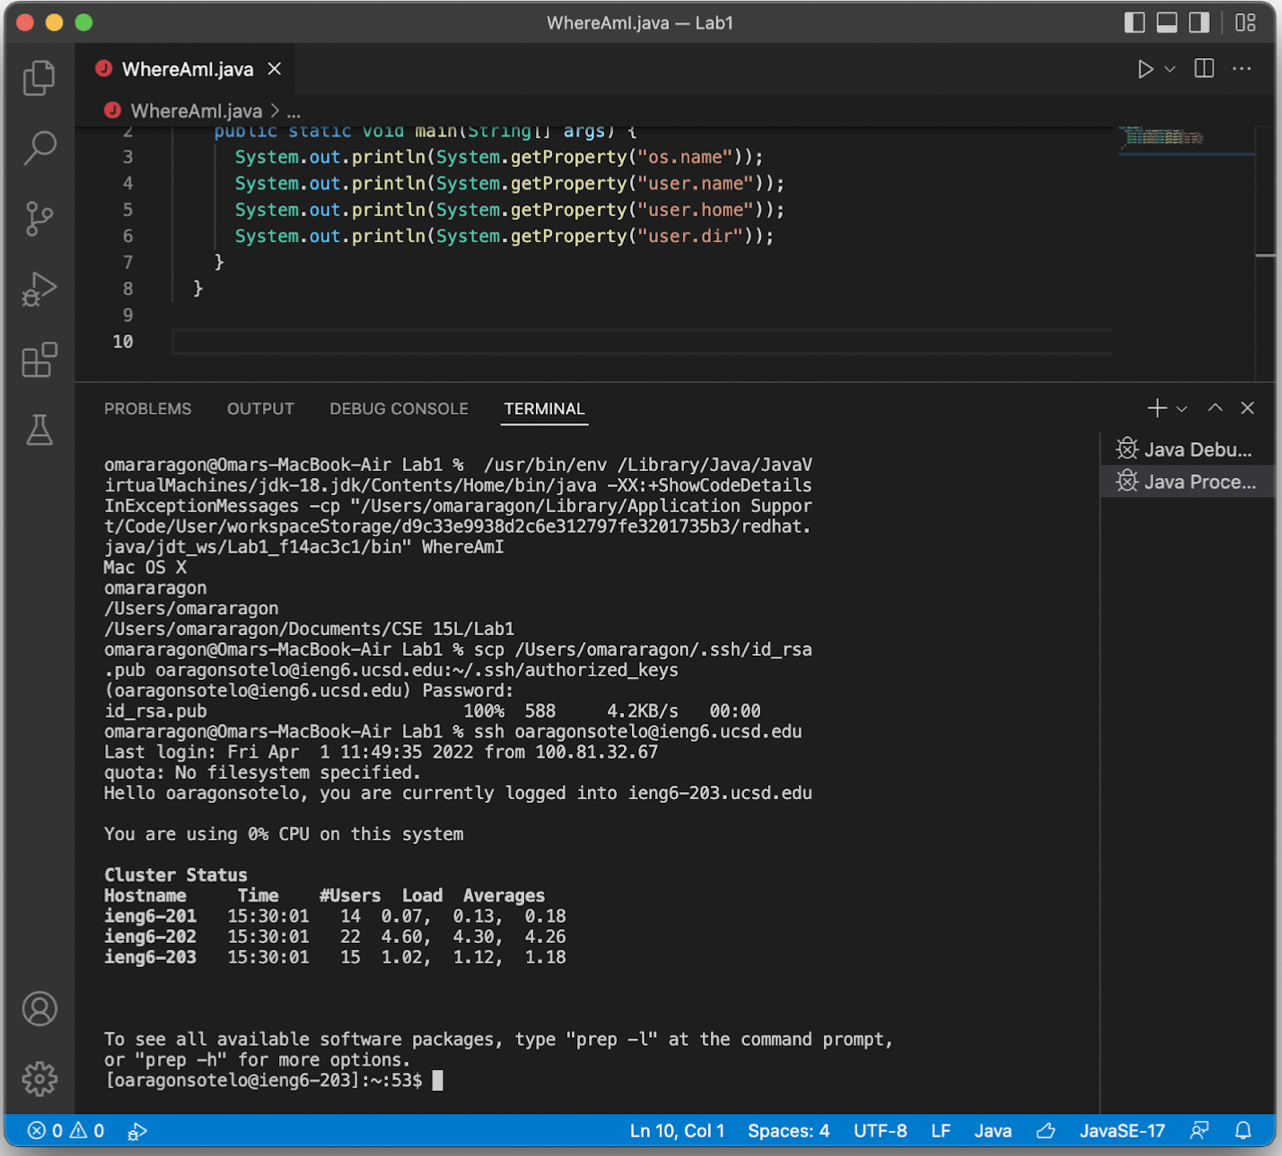 WhereAmI.java — Lab1
WhereAmI.java
WhereAmI.java > ...
2 public static void main(String[] args) {
3 System.out.println(System.getProperty("os.name"));
4 System.out.println(System.getProperty("user.name"));
5 System.out.println(System.getProperty("user.home"));
6 System.out.println(System.getProperty("user.dir"));
7 }
8 }
9
10
PROBLEMS OUTPUT DEBUG CONSOLE TERMINAL
Java Debu...
Java Proce...
omararagon@Omars-MacBook-Air Lab1 %  /usr/bin/env /Library/Java/JavaV
irtualMachines/jdk-18.jdk/Contents/Home/bin/java -XX:+ShowCodeDetails
InExceptionMessages -cp "/Users/omararagon/Library/Application Suppor
t/Code/User/workspaceStorage/d9c33e9938d2c6e312797fe3201735b3/redhat.
java/jdt_ws/Lab1_f14ac3c1/bin" WhereAmI
Mac OS X
omararagon
/Users/omararagon
/Users/omararagon/Documents/CSE 15L/Lab1
omararagon@Omars-MacBook-Air Lab1 % scp /Users/omararagon/.ssh/id_rsa
.pub oaragonsotelo@ieng6.ucsd.edu:~/.ssh/authorized_keys
(oaragonsotelo@ieng6.ucsd.edu) Password:
id_rsa.pub 100% 588 4.2KB/s 00:00
omararagon@Omars-MacBook-Air Lab1 % ssh oaragonsotelo@ieng6.ucsd.edu
Last login: Fri Apr  1 11:49:35 2022 from 100.81.32.67
quota: No filesystem specified.
Hello oaragonsotelo, you are currently logged into ieng6-203.ucsd.edu
You are using 0% CPU on this system
Cluster Status
Hostname Time #Users Load Averages
ieng6-201 15:30:01 14 0.07, 0.13, 0.18
ieng6-202 15:30:01 22 4.60, 4.30, 4.26
ieng6-203 15:30:01 15 1.02, 1.12, 1.18
To see all available software packages, type "prep -l" at the command prompt,
or "prep -h" for more options.
[oaragonsotelo@ieng6-203]:~:53$
0 0 Ln 10, Col 1 Spaces: 4 UTF-8 LF Java JavaSE-17